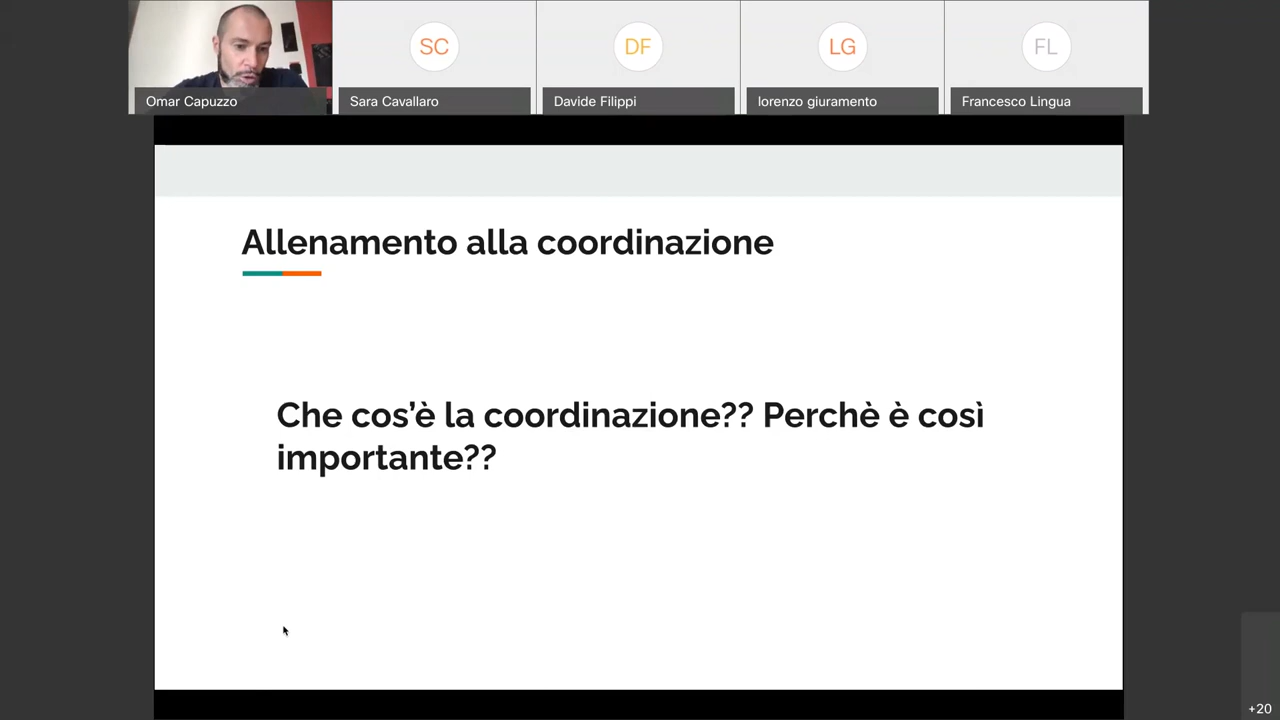 SC
DF
LG
FL
Omar Capuzzo
Sara Cavallaro
Davide Filippi
lorenzo giuramento
Francesco Lingua
Allenamento alla coordinazione
Che cos'è la coordinazione?? Perchè è così
importante??
+20